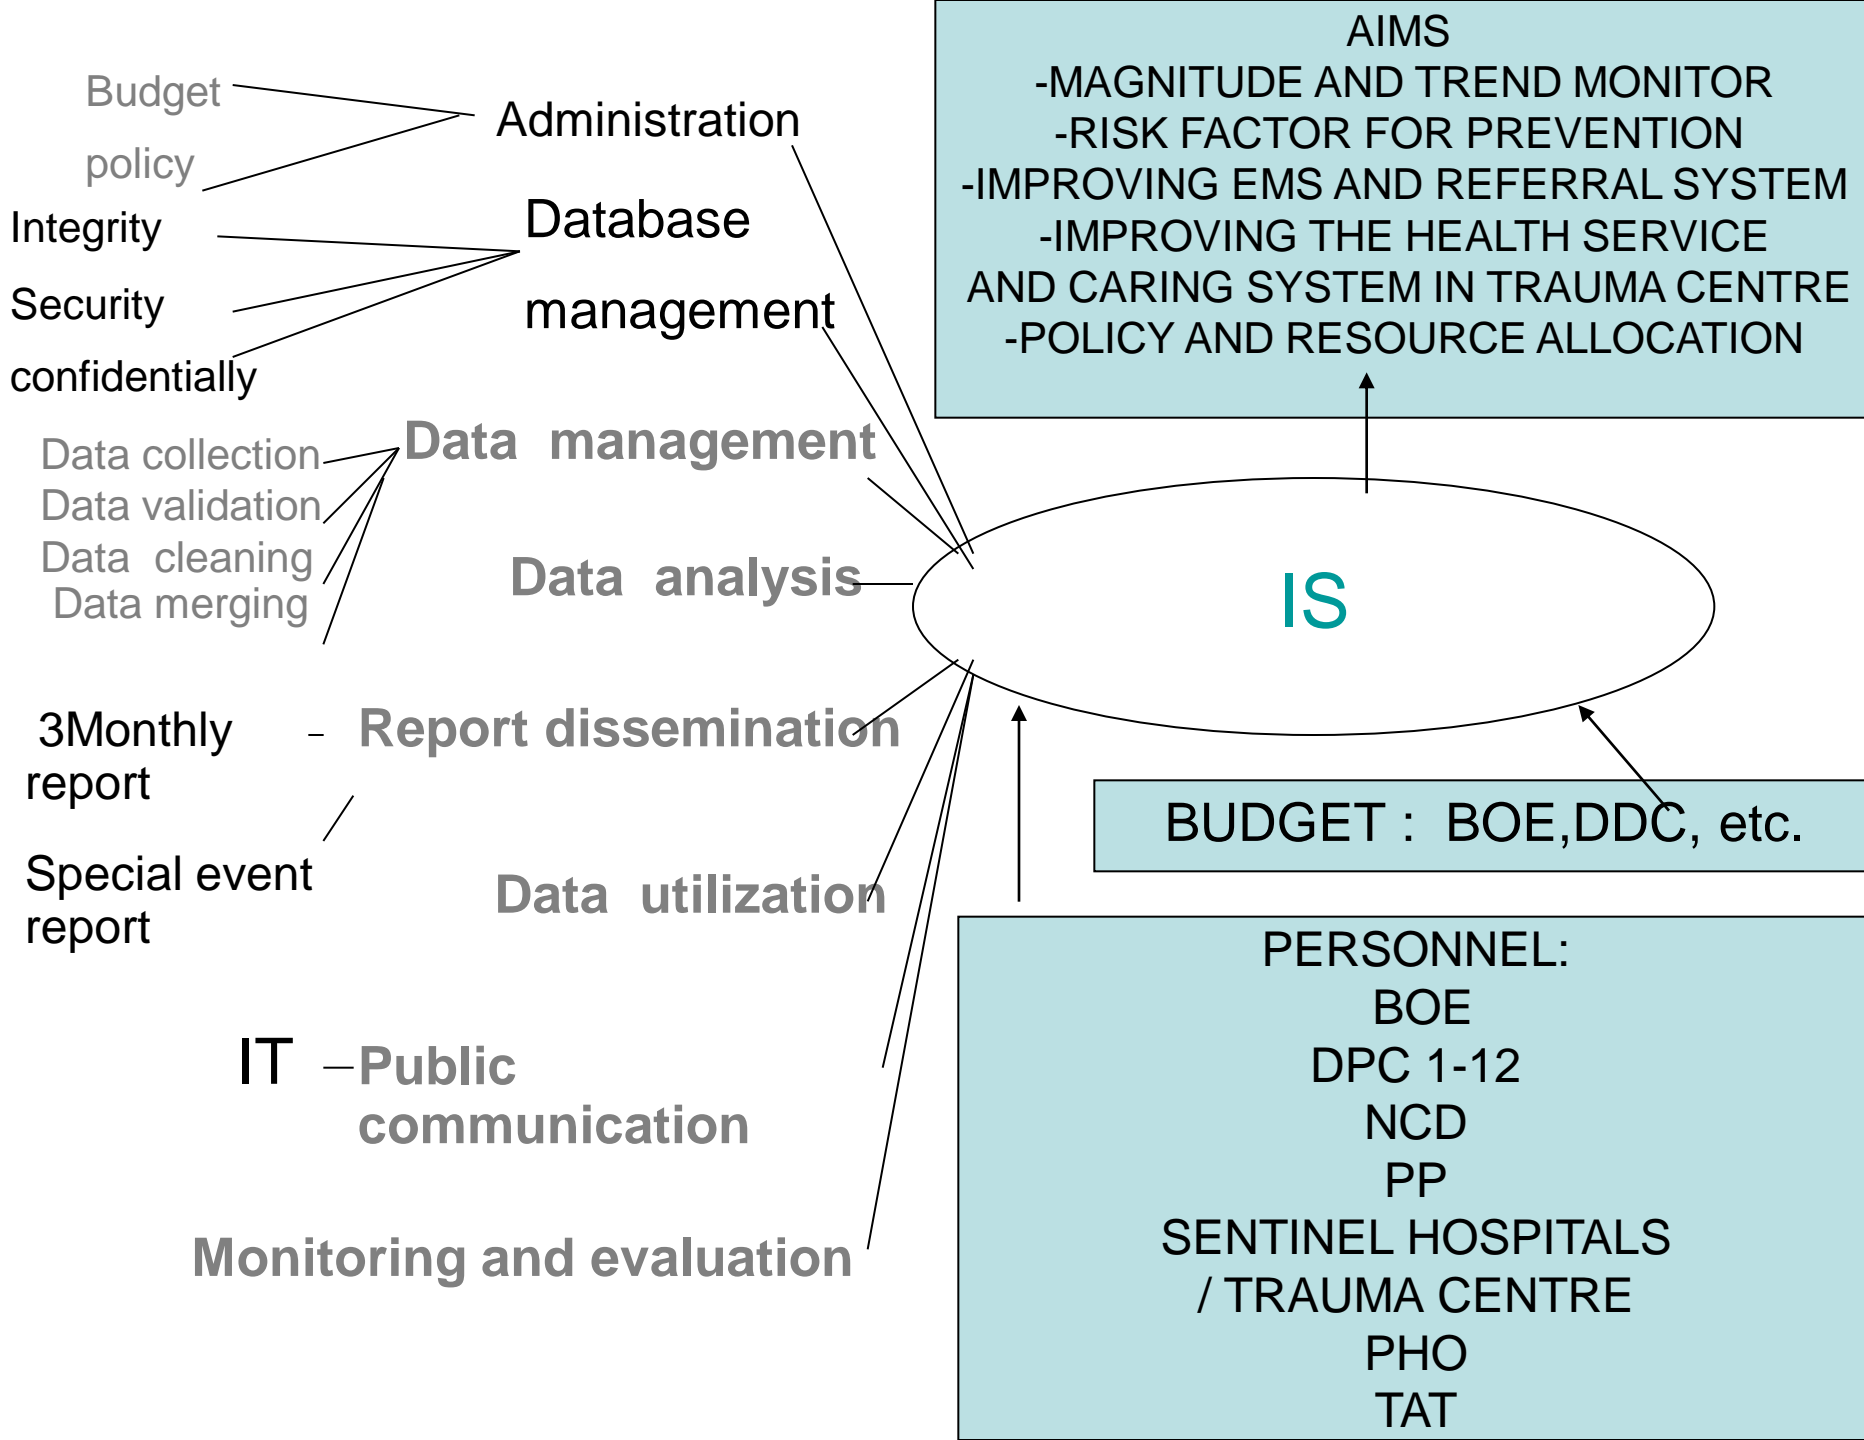 Budget
policy
Administration
Integrity
Security
confidentially
Database
management
Data collection
Data validation
Data cleaning
Data merging
Data management
Data analysis
3Monthly
report
Special event
report
Report dissemination
Data utilization
IT
Public
communication
Monitoring and evaluation
AIMS
-MAGNITUDE AND TREND MONITOR
-RISK FACTOR FOR PREVENTION
-IMPROVING EMS AND REFERRAL SYSTEM
-IMPROVING THE HEALTH SERVICE
AND CARING SYSTEM IN TRAUMA CENTRE
-POLICY AND RESOURCE ALLOCATION
IS
BUDGET : BOE,DDC, etc.
PERSONNEL:
BOE
DPC 1-12
NCD
PP
SENTINEL HOSPITALS
/ TRAUMA CENTRE
PHO
TAT